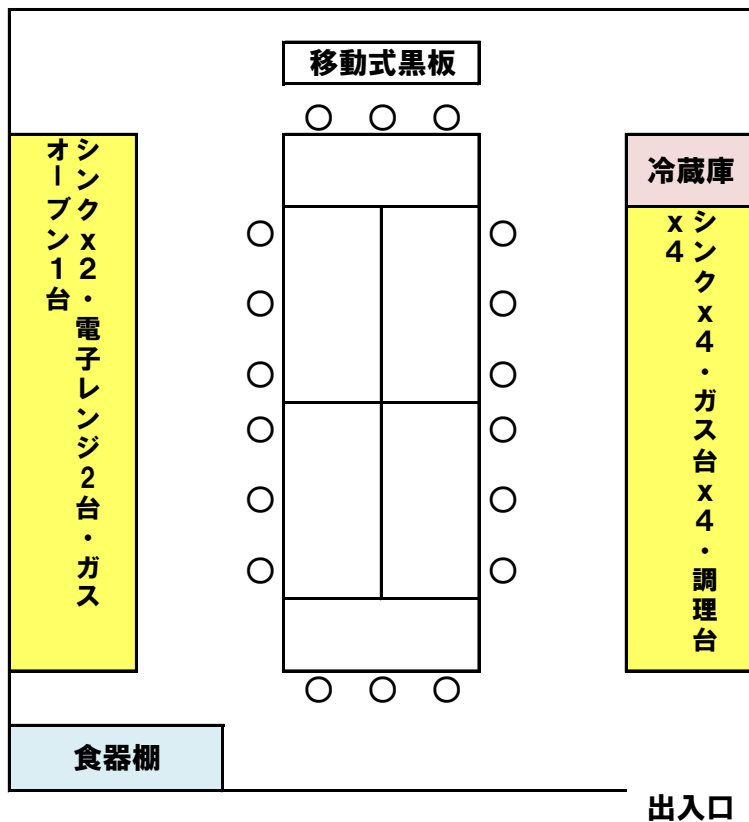 移動式黒板
シンクx2・電子レンジ2台・ガス
オーブン1台
冷蔵庫
シンクx4・ガス台x4・調理台
x4
食器棚
出入口